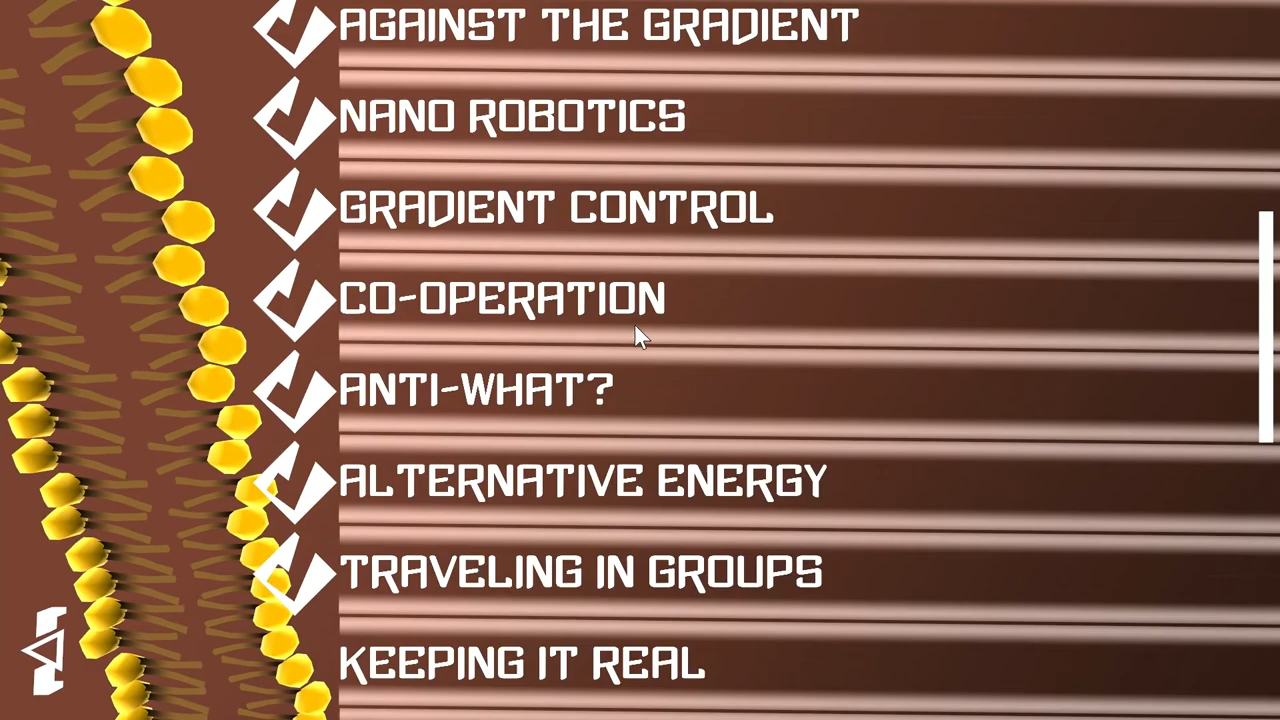 AGAINST THE GRADIENT
NANO ROBOTICS
GRADIENT CONTROL
CO-OPERATION
ANTI-WHAT?
ALTERNATIVE ENERGY
TRAVELING IN GROUPS
KEEPING IT REAL